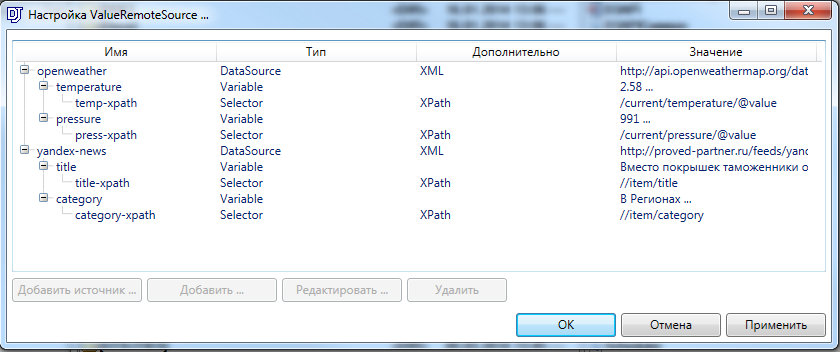 Настройка ValueRemoteSource ...
Имя Тип Дополнительно Значение
openweather DataSource XML http://api.openweathermap.org/dat
temperature Variable 2.58 ...
temp-xpath Selector XPath /current/temperature/@value
pressure Variable 991 ...
press-xpath Selector XPath /current/pressure/@value
yandex-news DataSource XML http://proved-partner.ru/feeds/yand
title Variable Вместо покрышек таможенники о
title-xpath Selector XPath //item/title
category Variable В Регионах ...
category-xpath Selector XPath //item/category
Добавить источник ... Добавить ... Редактировать ... Удалить
OK Отмена Применить